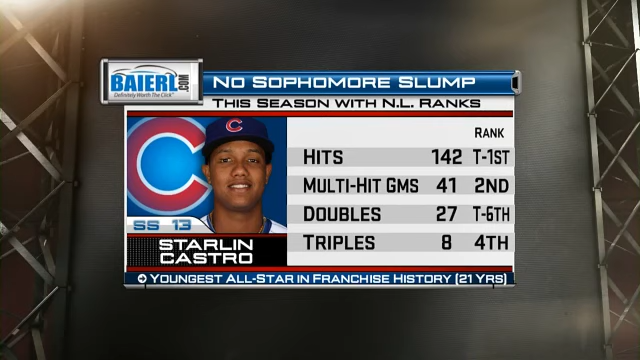 BAIERL.COM
Definitely Worth The Click
NO SOPHOMORE SLUMP
THIS SEASON WITH N.L. RANKS
RANK
HITS 142 T-1ST
MULTI-HIT GMS 41 2ND
DOUBLES 27 T-6TH
TRIPLES 8 4TH
C
C
SS 13
STARLIN
CASTRO
YOUNGEST ALL-STAR IN FRANCHISE HISTORY (21 YRS)